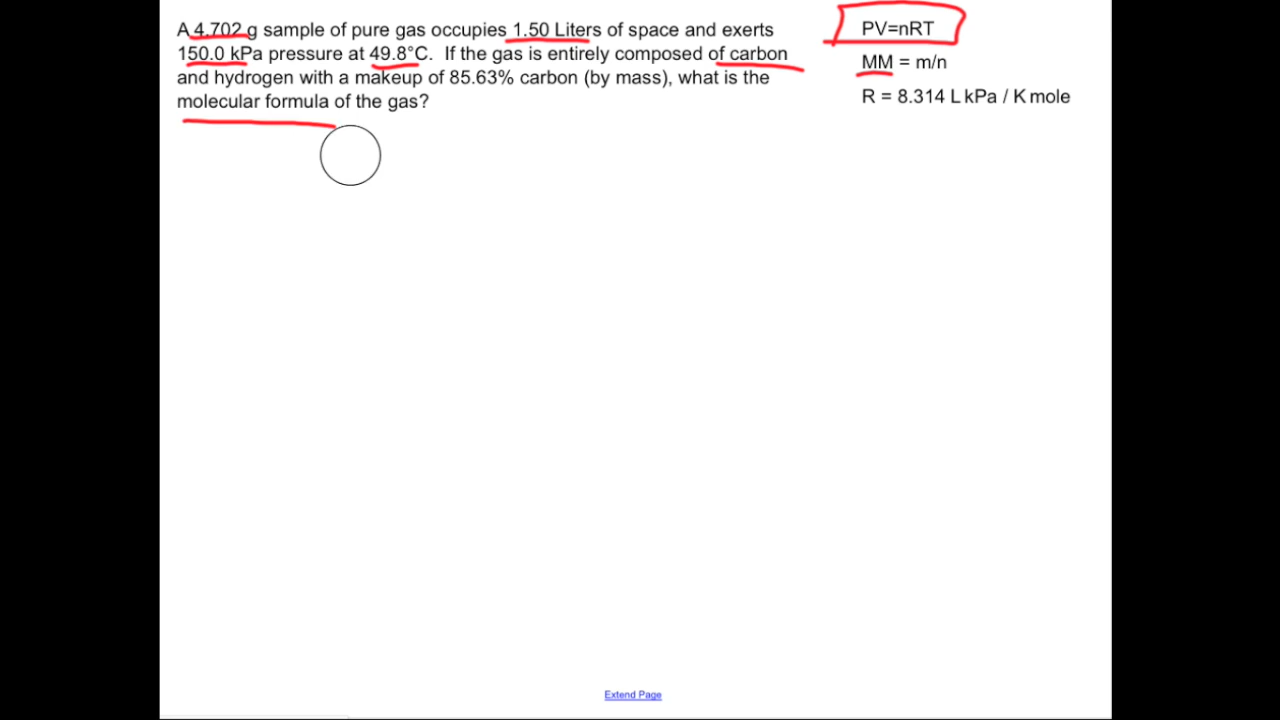 A 4.702 g sample of pure gas occupies 1.50 Liters of space and exerts
150.0 kPa pressure at 49.8°C. If the gas is entirely composed of carbon
and hydrogen with a makeup of 85.63% carbon (by mass), what is the
molecular formula of the gas?
PV=nRT
MM = m/n
R = 8.314 L kPa / K mole
Extend Page